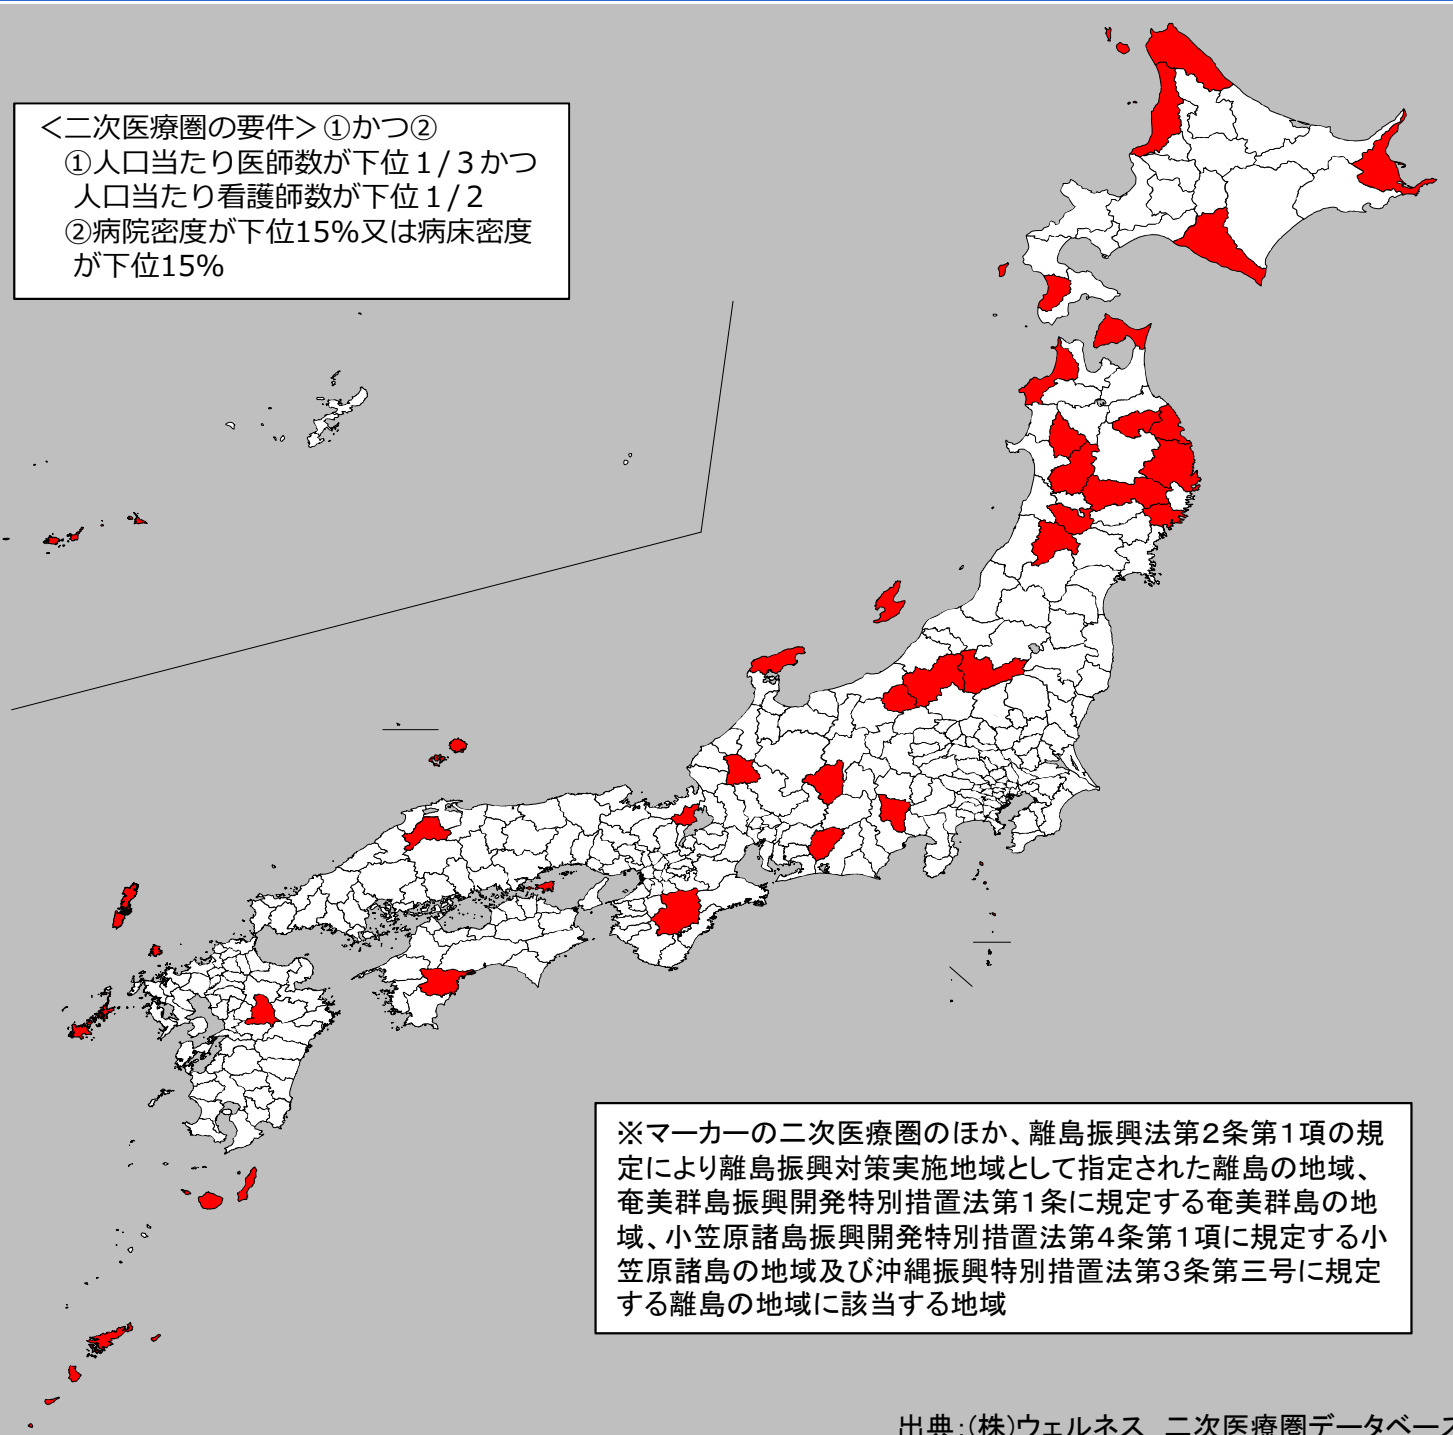 ＜二次医療圏の要件＞①かつ②
①人口当たり医師数が下位１/３かつ
人口当たり看護師数が下位１/２
②病院密度が下位15%又は病床密度
が下位15%
※マーカーの二次医療圏のほか、離島振興法第２条第１項の規
定により離島振興対策実施地域として指定された離島の地域、
奄美群島振興開発特別措置法第１条に規定する奄美群島の地
域、小笠原諸島振興開発特別措置法第４条第１項に規定する小
笠原諸島の地域及び沖縄振興特別措置法第３条第三号に規定
する離島の地域に該当する地域
出典：(株)ウェルネス　二次医療圏データベース